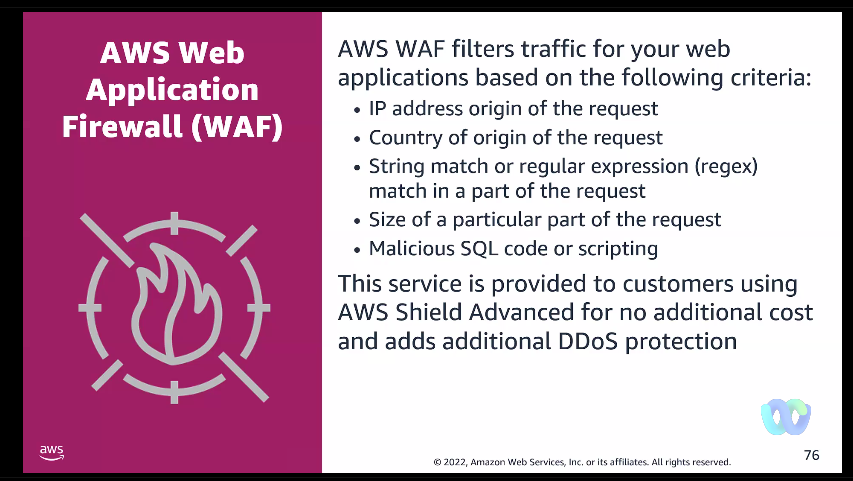 AWS Web
Application
Firewall (WAF)
AWS WAF filters traffic for your web
applications based on the following criteria:
• IP address origin of the request
• Country of origin of the request
• String match or regular expression (regex)
match in a part of the request
• Size of a particular part of the request
• Malicious SQL code or scripting
This service is provided to customers using
AWS Shield Advanced for no additional cost
and adds additional DDoS protection
aws
© 2022, Amazon Web Services, Inc. or its affiliates. All rights reserved.
76